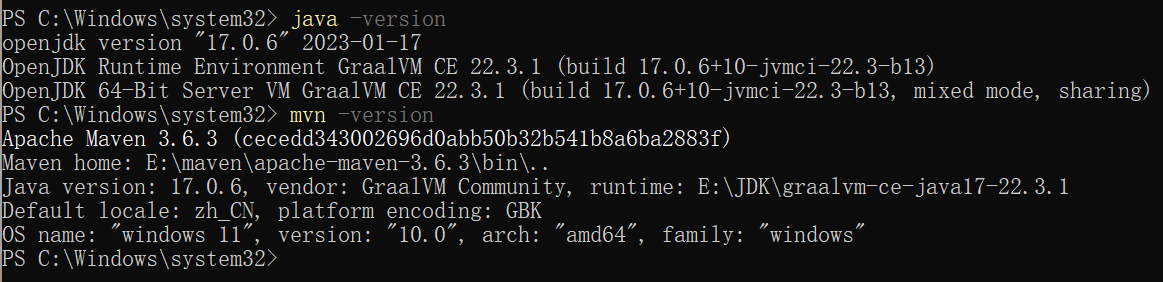 PS C:\Windows\system32> java -version
openjdk version "17.0.6" 2023-01-17
OpenJDK Runtime Environment GraalVM CE 22.3.1 (build 17.0.6+10-jvmci-22.3-b13)
OpenJDK 64-Bit Server VM GraalVM CE 22.3.1 (build 17.0.6+10-jvmci-22.3-b13, mixed mode, sharing)
PS C:\Windows\system32> mvn -version
Apache Maven 3.6.3 (cecedd343002696d0abb50b32b541b8a6ba2883f)
Maven home: E:\maven\apache-maven-3.6.3\bin\..
Java version: 17.0.6, vendor: GraalVM Community, runtime: E:\JDK\graalvm-ce-java17-22.3.1
Default locale: zh_CN, platform encoding: GBK
OS name: "windows 11", version: "10.0", arch: "amd64", family: "windows"
PS C:\Windows\system32>